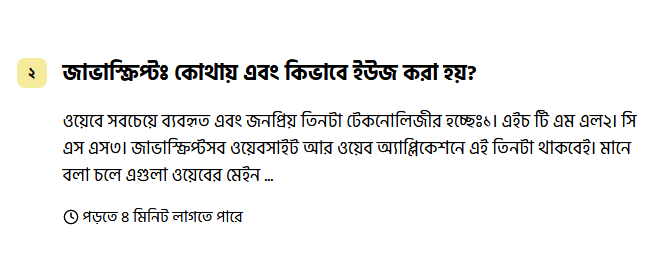 ২
জাভাস্ক্রিপ্টঃ কোথায় এবং কিভাবে ইউজ করা হয়?
ওয়েবে সবচেয়ে ব্যবহৃত এবং জনপ্রিয় তিনটা টেকনোলিজীর হচ্ছেঃ১। এইচ টি এম এল২। সি
এস এস৩। জাভাস্ক্রিপ্টসব ওয়েবসাইট আর ওয়েব অ্যাপ্লিকেশনে এই তিনটা থাকবেই। মানে
বলা চলে এগুলা ওয়েবের মেইন ...
পড়তে ৪ মিনিট লাগতে পারে